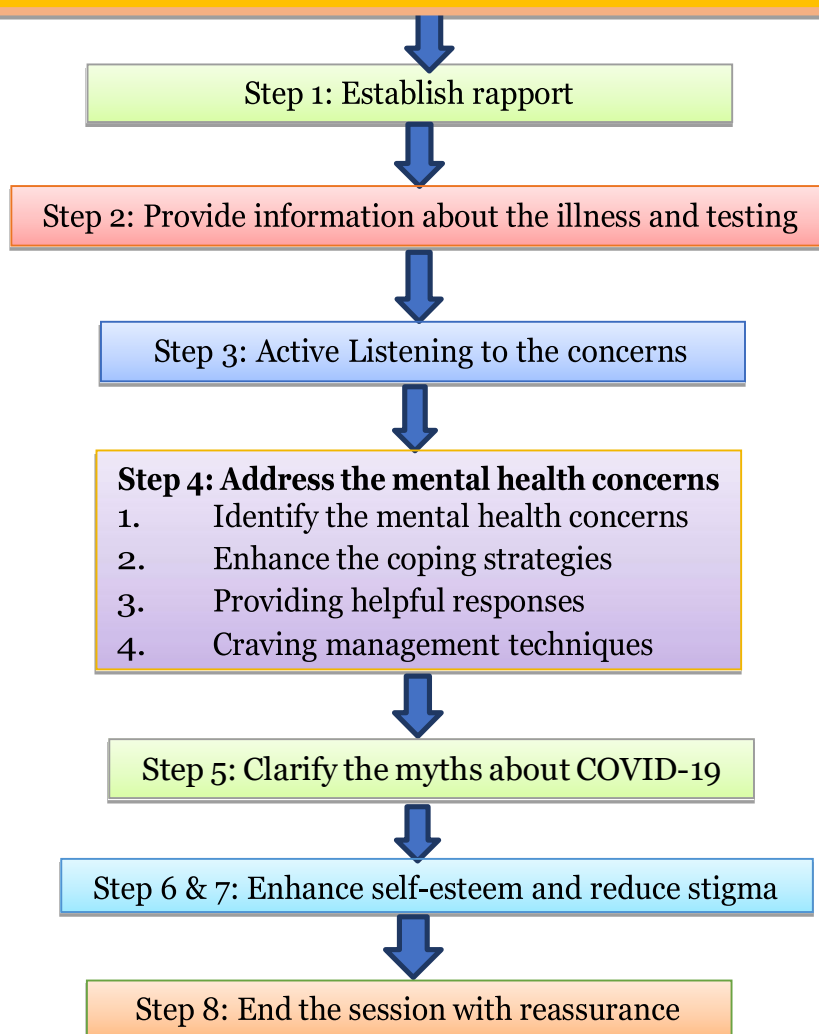 Step 1: Establish rapport
Step 2: Provide information about the illness and testing
Step 3: Active Listening to the concerns
Step 4: Address the mental health concerns
1. Identify the mental health concerns
2. Enhance the coping strategies
3. Providing helpful responses
4. Craving management techniques
Step 5: Clarify the myths about COVID-19
Step 6 & 7: Enhance self-esteem and reduce stigma
Step 8: End the session with reassurance